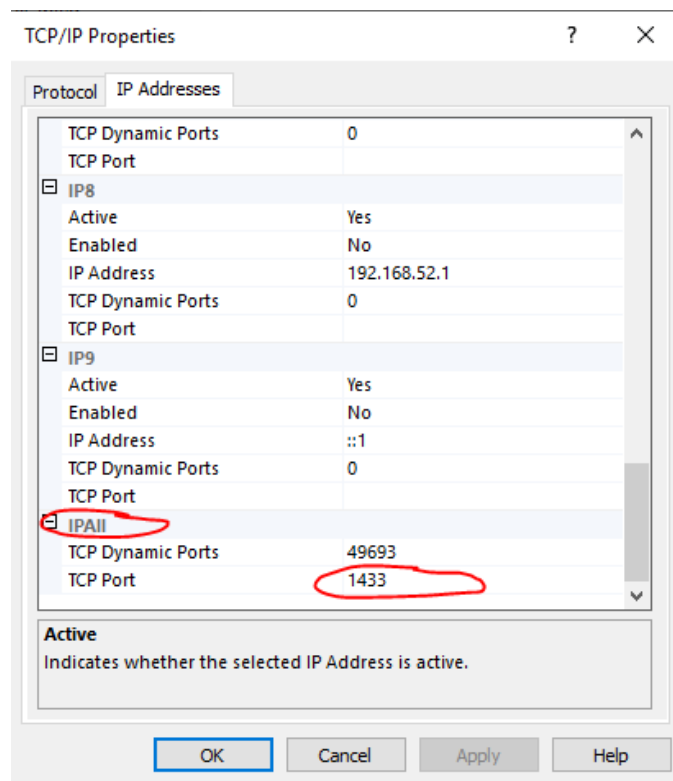 TCP/IP Properties ? ×
Protocol IP Addresses
TCP Dynamic Ports 0
TCP Port
IP8
Active Yes
Enabled No
IP Address 192.168.52.1
TCP Dynamic Ports 0
TCP Port
IP9
Active Yes
Enabled No
IP Address ::1
TCP Dynamic Ports 0
TCP Port
IPAll
TCP Dynamic Ports 49693
TCP Port 1433
Active
Indicates whether the selected IP Address is active.
OK Cancel Apply Help